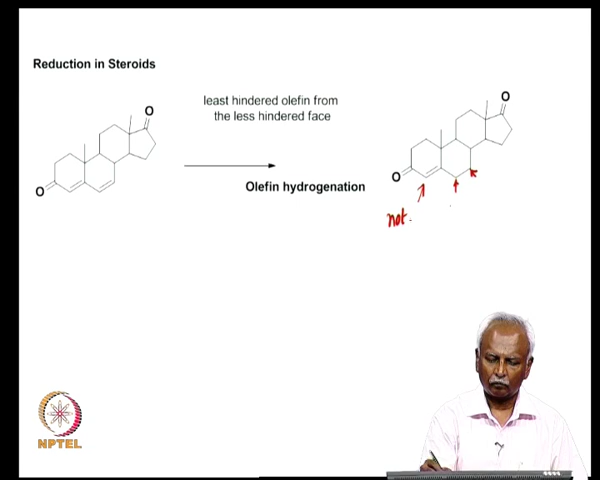 Reduction in Steroids
least hindered olefin from
the less hindered face
Olefin hydrogenation
O
O
O
O
not.
NPTEL